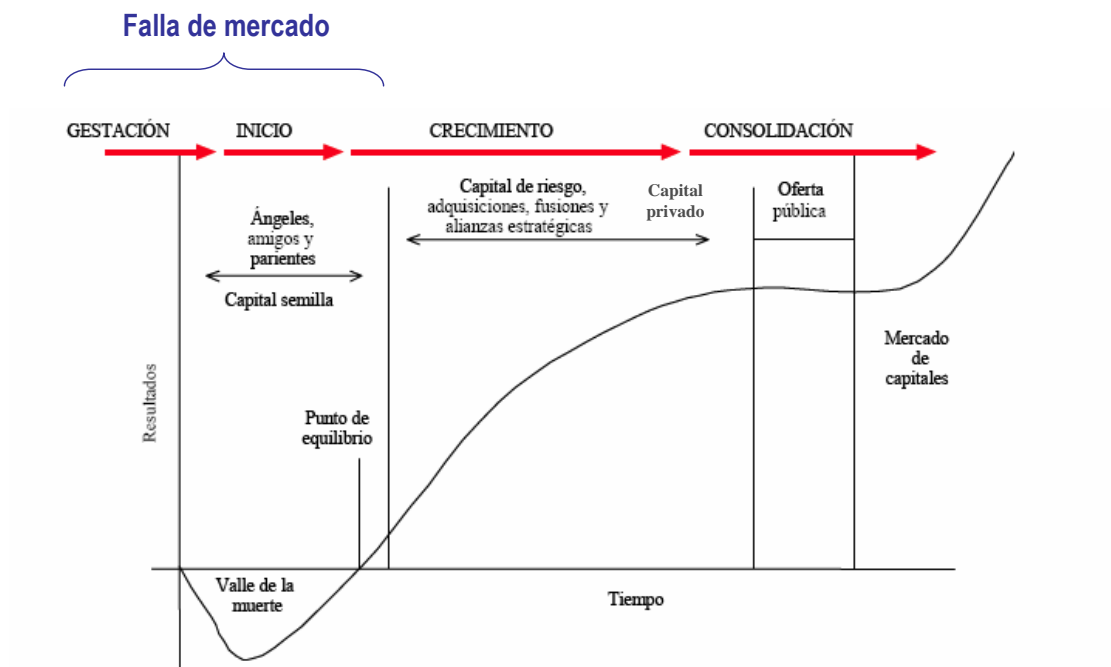 Falla de mercado
GESTACIÓN
INICIO
CRECIMIENTO
CONSOLIDACIÓN
Ángeles,
amigos y
parientes
Capital semilla
Capital de riesgo,
adquisiciones, fusiones y
alianzas estratégicas
Capital
privado
Oferta
pública
Mercado
de
capitales
Resultados
Punto de
equilibrio
Valle de la
muerte
Tiempo